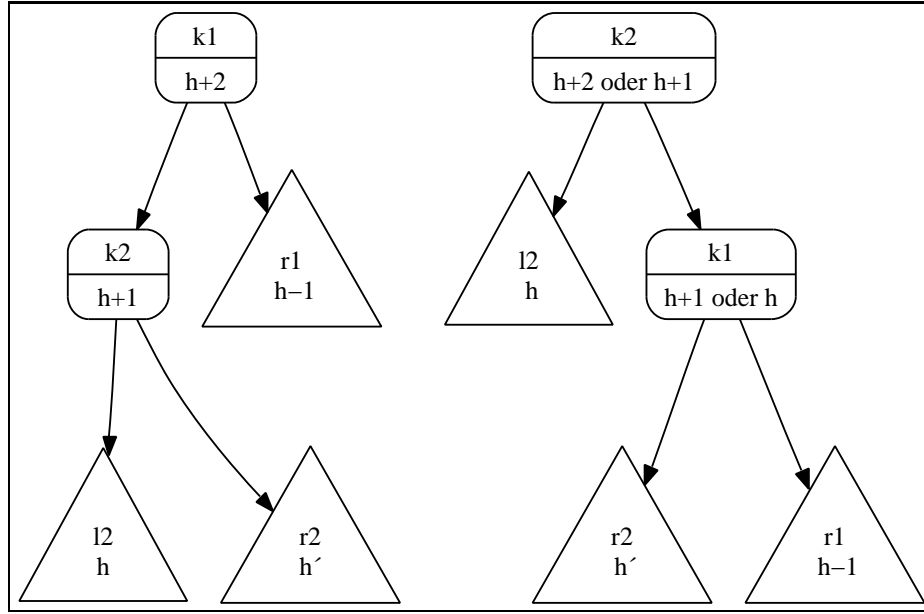 k1
h+2
k2
h+1
r1
h−1
l2
h
r2
h´
k2
h+2 oder h+1
l2
h
k1
h+1 oder h
r2
h´
r1
h−1